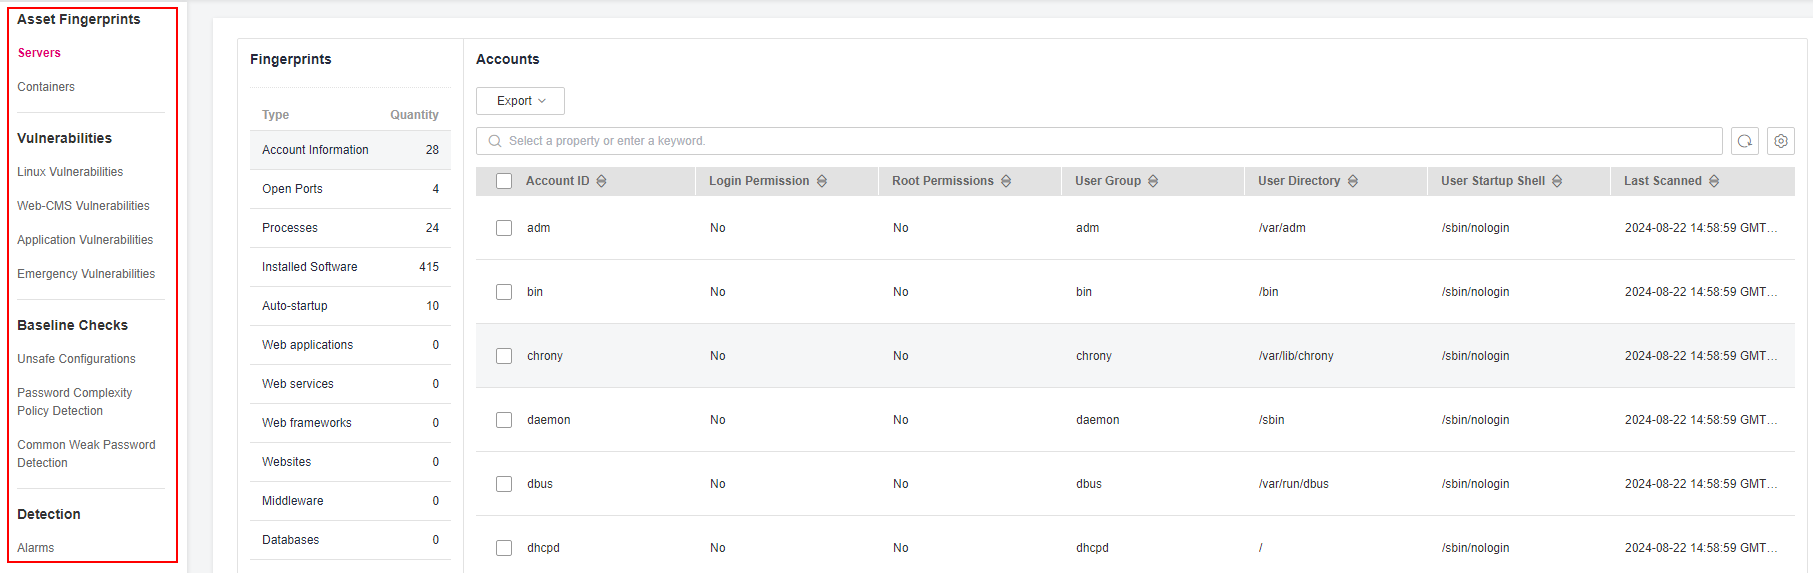 Asset Fingerprints
Servers
Containers
Vulnerabilities
Linux Vulnerabilities
Web-CMS Vulnerabilities
Application Vulnerabilities
Emergency Vulnerabilities
Baseline Checks
Unsafe Configurations
Password Complexity
Policy Detection
Common Weak Password
Detection
Detection
Alarms
Fingerprints
Type Quantity
Account Information 28
Open Ports 4
Processes 24
Installed Software 415
Auto-startup 10
Web applications 0
Web services 0
Web frameworks 0
Websites 0
Middleware 0
Databases 0
Accounts
Export
Select a property or enter a keyword.
Account ID Login Permission Root Permissions User Group User Directory User Startup Shell Last Scanned
adm No No adm /var/adm /sbin/nologin 2024-08-22 14:58:59 GMT...
bin No No bin /bin /sbin/nologin 2024-08-22 14:58:59 GMT...
chrony No No chrony /var/lib/chrony /sbin/nologin 2024-08-22 14:58:59 GMT...
daemon No No daemon /sbin /sbin/nologin 2024-08-22 14:58:59 GMT...
dbus No No dbus /var/run/dbus /sbin/nologin 2024-08-22 14:58:59 GMT...
dhcpd No No dhcpd / /sbin/nologin 2024-08-22 14:58:59 GMT...